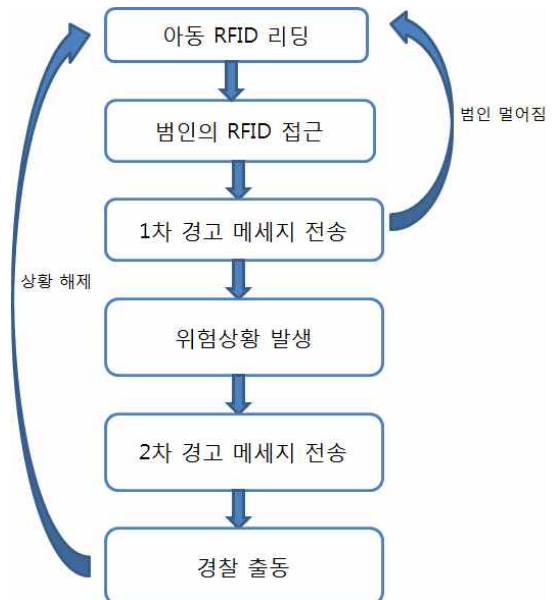 아동 RFID 리딩
범인 멀어짐
범인의 RFID 접근
1차 경고 메세지 전송
상황 해제
위험상황 발생
2차 경고 메세지 전송
경찰 출동